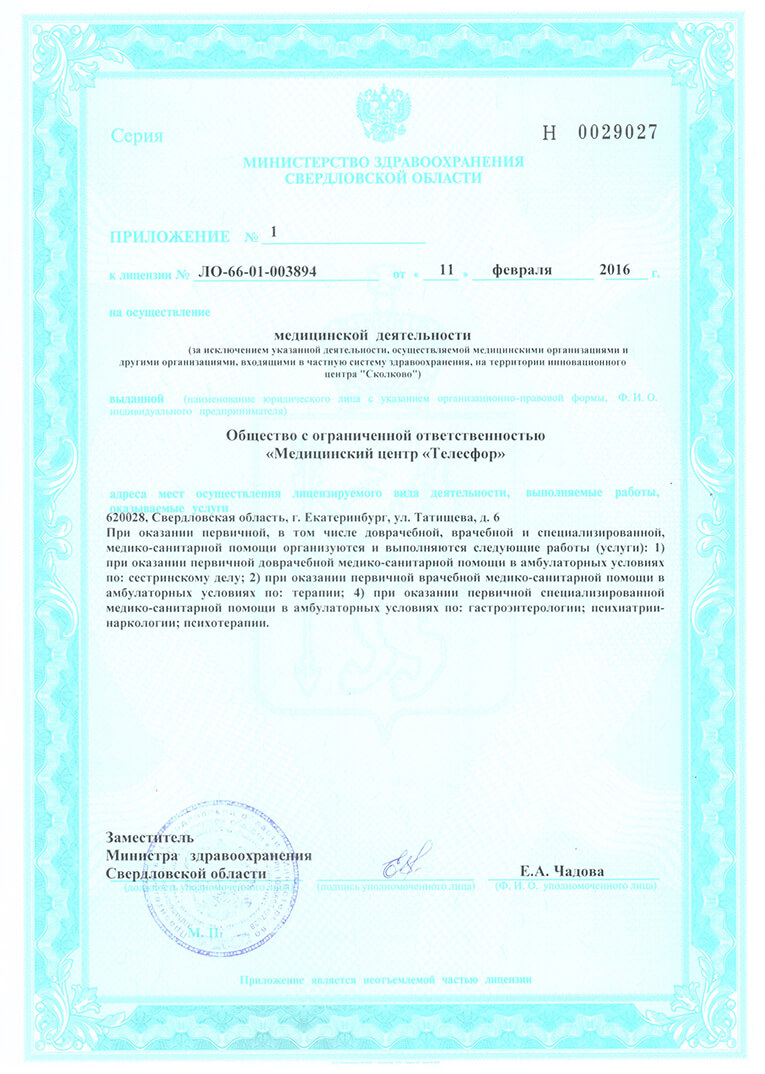 Серия
Н 0029027
МИНИСТЕРСТВО ЗДРАВООХРАНЕНИЯ
СВЕРДЛОВСКОЙ ОБЛАСТИ
ПРИЛОЖЕНИЕ № 1
к лицензии № ЛО-66-01-003894 от « 11 » февраля 2016 г.
на осуществление
медицинской деятельности
(за исключением указанной деятельности, осуществляемой медицинскими организациями и
другими организациями, входящими в частную систему здравоохранения, на территории инновационного
центра "Сколково")
выданной (наименование юридического лица с указанием организационно-правовой формы, Ф.И.О.
индивидуального предпринимателя)
Общество с ограниченной ответственностью
«Медицинский центр «Телесфор»
адреса мест осуществления лицензируемого вида деятельности, выполняемые работы,
оказываемые услуги
620028, Свердловская область, г. Екатеринбург, ул. Татищева, д. 6
При оказании первичной, в том числе доврачебной, врачебной и специализированной,
медико-санитарной помощи организуются и выполняются следующие работы (услуги): 1)
при оказании первичной доврачебной медико-санитарной помощи в амбулаторных условиях
по: сестринскому делу; 2) при оказании первичной врачебной медико-санитарной помощи в
амбулаторных условиях по: терапии; 4) при оказании первичной специализированной
медико-санитарной помощи в амбулаторных условиях по: гастроэнтерологии; психиатрии-
наркологии; психотерапии.
Заместитель
Министра здравоохранения
Свердловской области
Е.А. Чадова
(должность уполномоченного лица) (подпись уполномоченного лица) (Ф. И. О. уполномоченного лица)
М. П.
Приложение является неотъемлемой частью лицензии